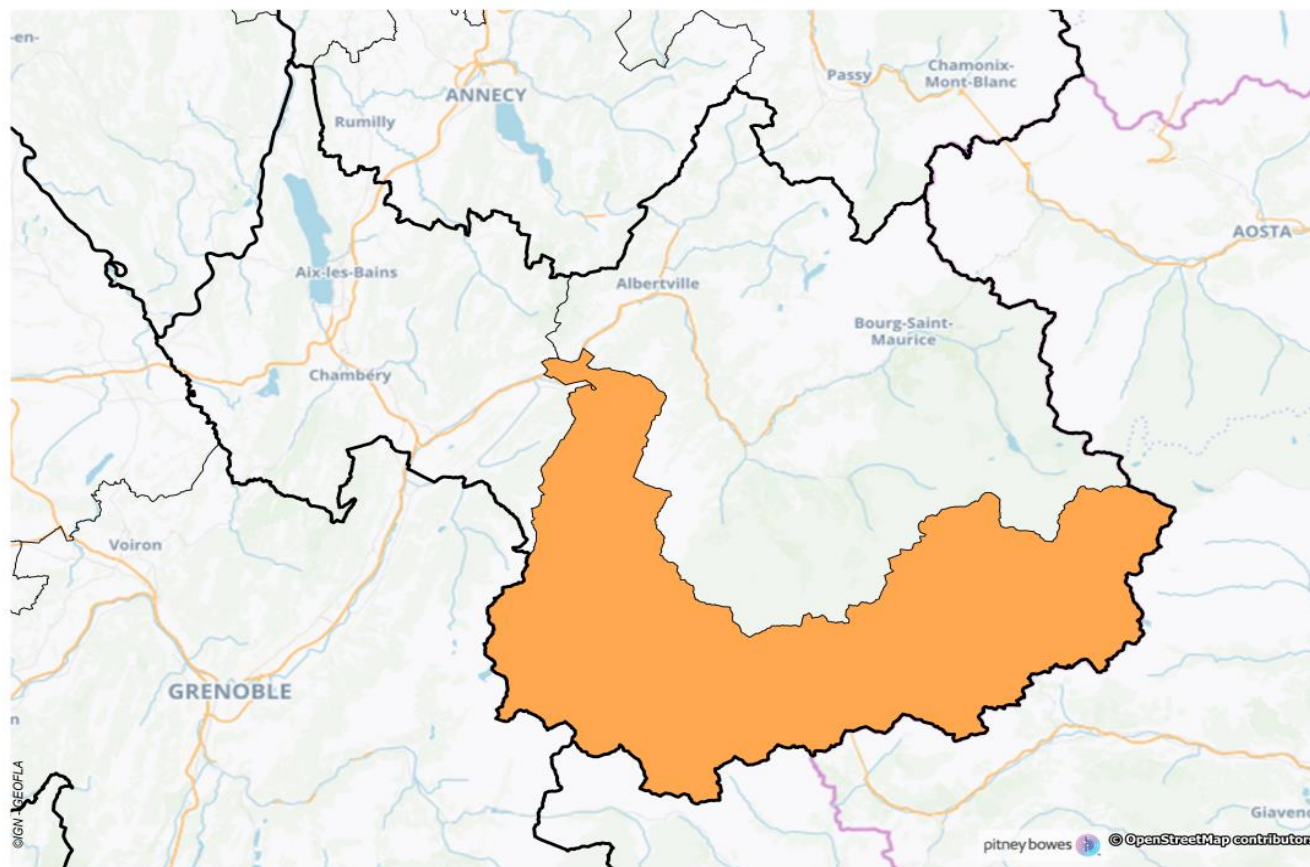 -en-
ANNECY
Rumilly
Passy
Chamonix-
Mont-Blanc
Aix-les-Bains
Albertville
AOSTA
Bourg-Saint-
Maurice
Chambéry
Voiron
GRENOBLE
n
©IGN - GEOFLA
Giaveno
pitney bowes © OpenStreetMap contributor